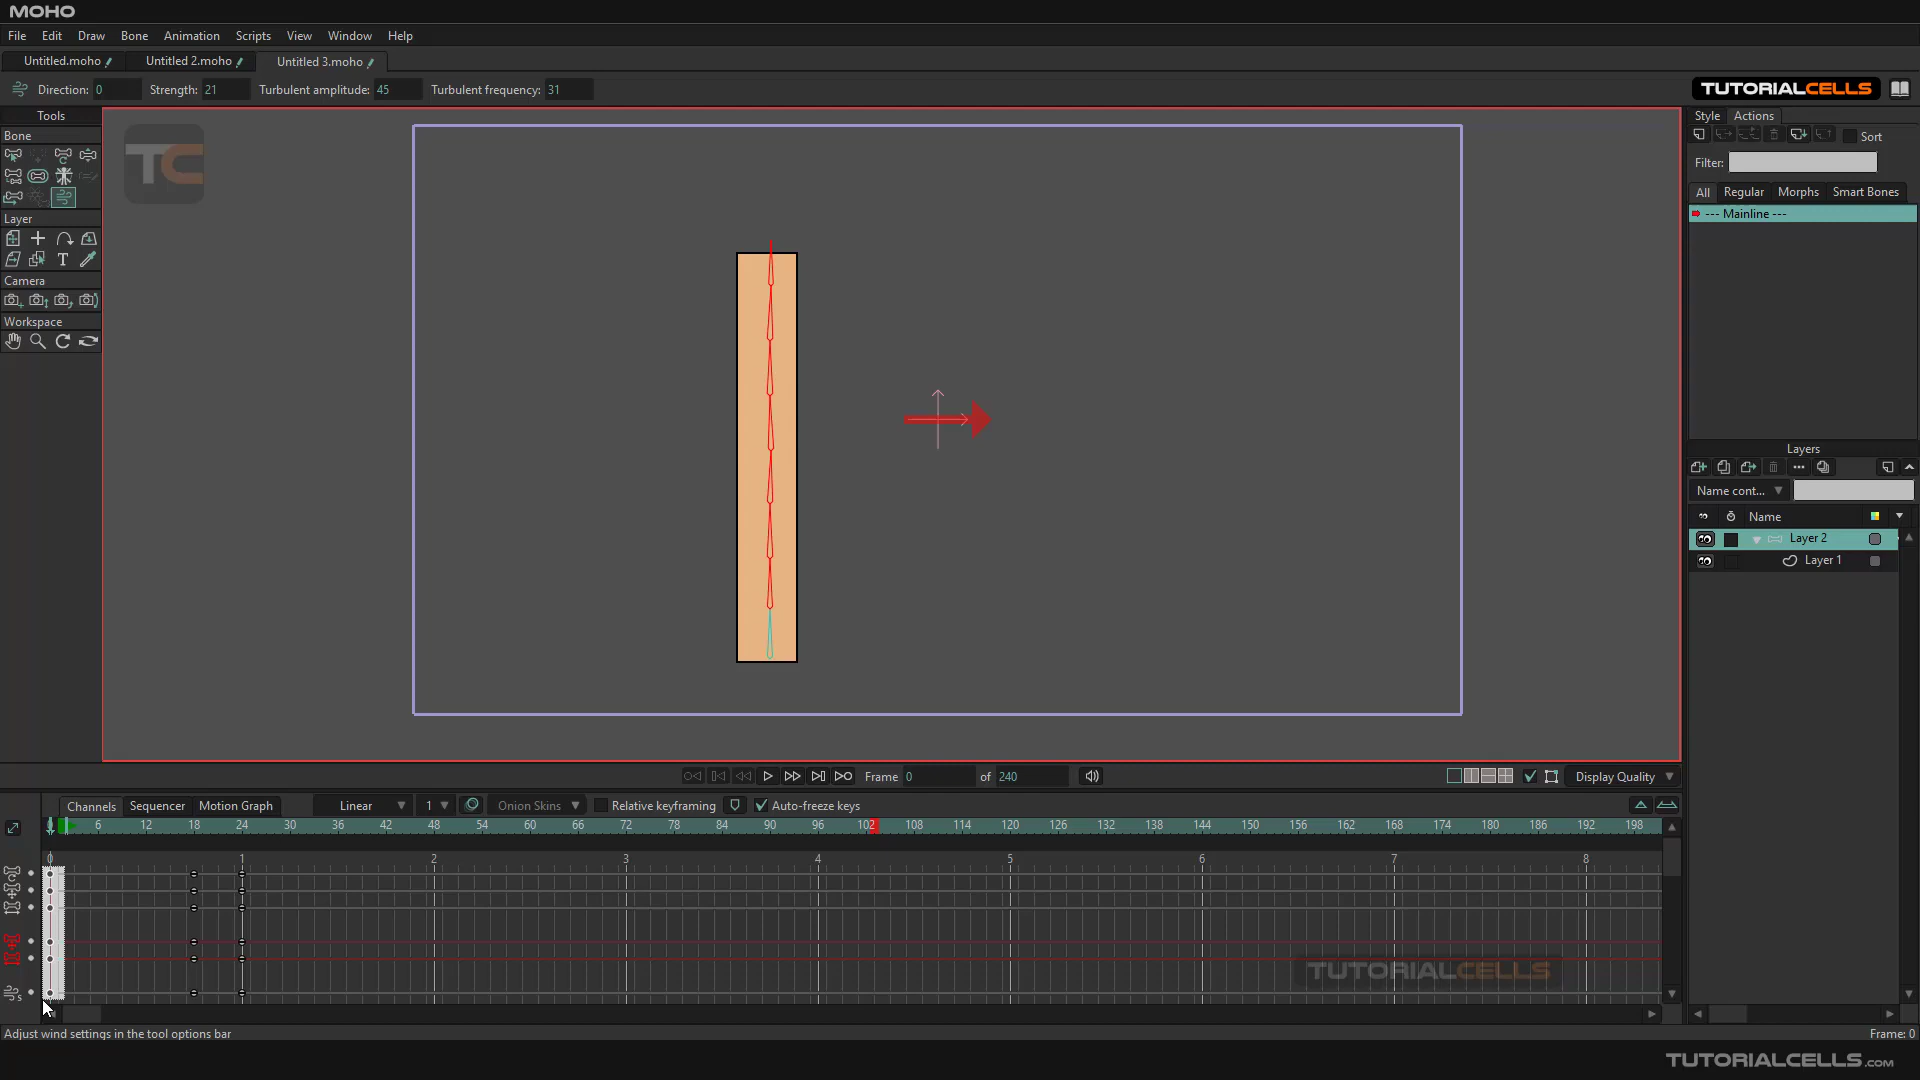 MOHO
File Edit Draw Bone Animation Scripts View Window Help
Untitled.moho Untitled 2.moho Untitled 3.moho
Direction: 0 Strength: 21 Turbulent amplitude: 45 Turbulent frequency: 31
TUTORIALCELLS
Tools
Bone
Layer
T
Camera
Workspace
TC
Style Actions
Sort
Filter:
All Regular Morphs Smart Bones
--- Mainline ---
Layers
Name cont...
Name
Layer 2
Layer 1
Frame 0 of 240
Display Quality
Channels Sequencer Motion Graph Linear 1 Onion Skins Relative keyframing Auto-freeze keys
6 12 18 24 30 36 42 48 54 60 66 72 78 84 90 96 102 108 114 120 126 132 138 144 150 156 162 168 174 180 186 192 198
0 1 2 3 4 5 6 7 8
TUTORIALCELLS
Adjust wind settings in the tool options bar
Frame: 0
TUTORIALCELLS.COM